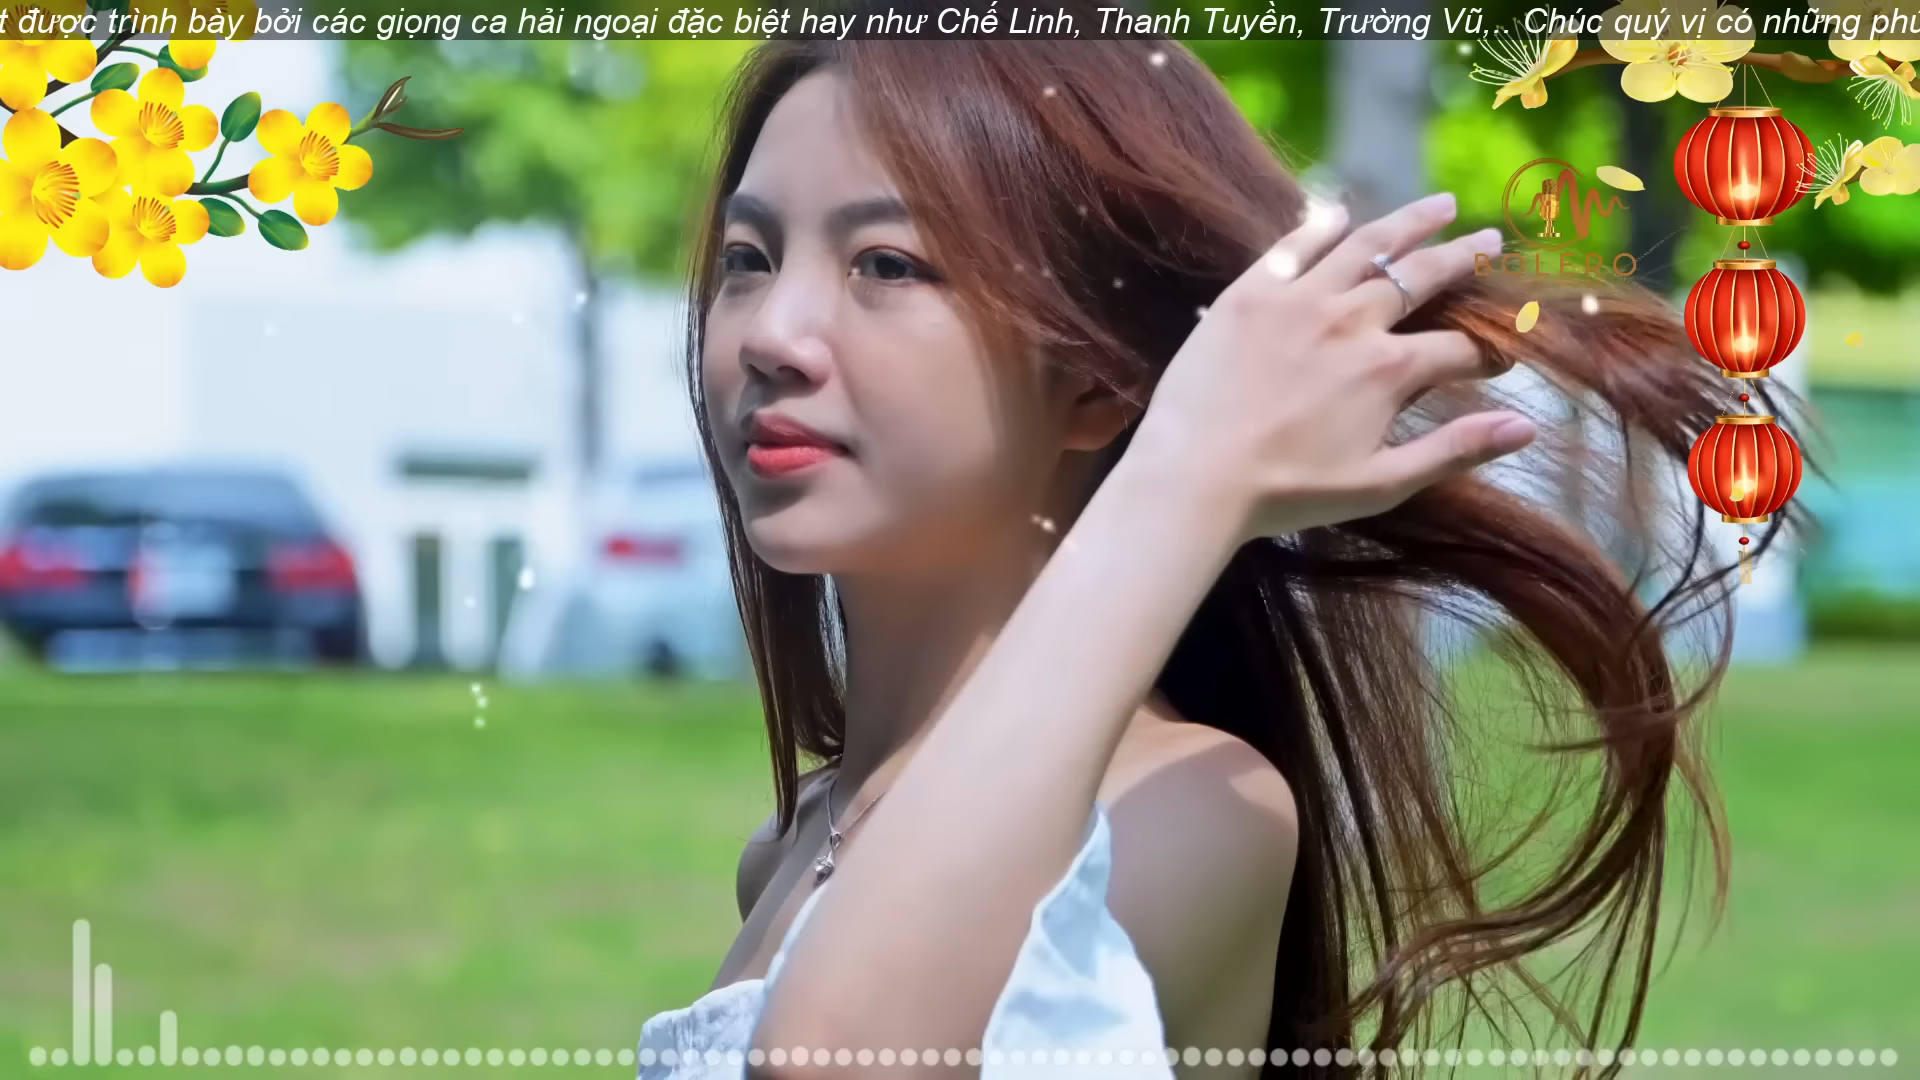 t được trình bày bởi các giọng ca hải ngoại đặc biệt hay như Chế Linh, Thanh Tuyền, Trường Vũ,.. Chúc quý vị có những phú
BOLERO